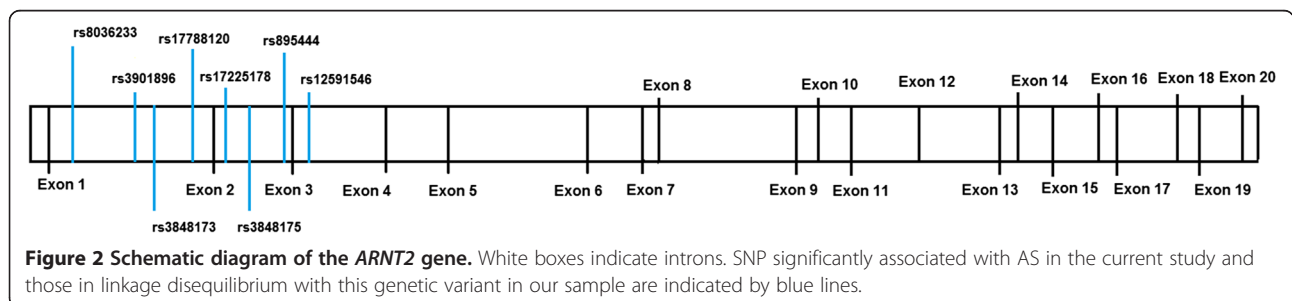 rs8036233
rs17788120
rs895444
rs3901896
rs17225178
rs12591546
Exon 8
Exon 10
Exon 12
Exon 14
Exon 16
Exon 18
Exon 20
Exon 1
Exon 2
Exon 3
Exon 4
Exon 5
Exon 6
Exon 7
Exon 9
Exon 11
Exon 13
Exon 15
Exon 17
Exon 19
rs3848173
rs3848175
Figure 2 Schematic diagram of the ARNT2 gene. White boxes indicate introns. SNP significantly associated with AS in the current study and
those in linkage disequilibrium with this genetic variant in our sample are indicated by blue lines.